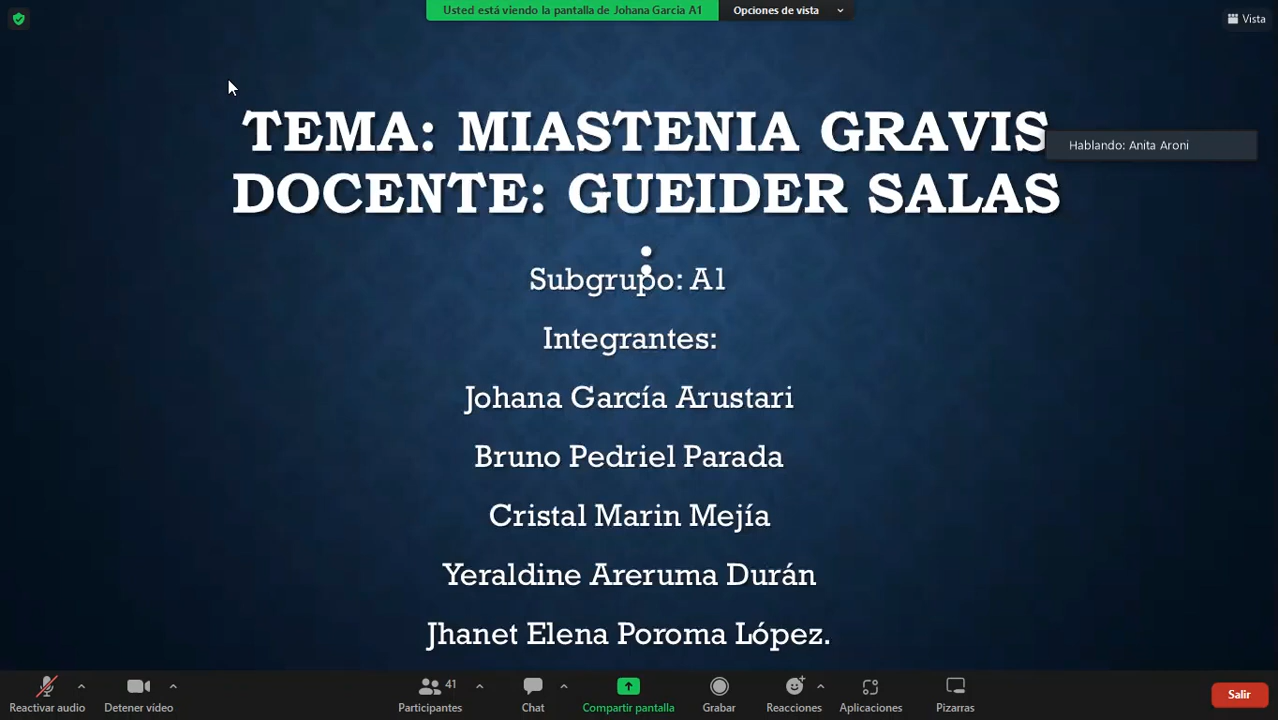 Usted está viendo la pantalla de Johana Garcia A1
Opciones de vista
Vista
TEMA: MIASTENIA GRAVIS
Hablando: Anita Aroni
DOCENTE: GUEIDER SALAS
:
Subgrupo: A1
Integrantes:
Johana García Arustari
Bruno Pedriel Parada
Cristal Marin Mejía
Yeraldine Areruma Durán
Jhanet Elena Poroma López.
Reactivar audio
Detener vídeo
41
Participantes
Chat
Compartir pantalla
Grabar
Reacciones
Aplicaciones
Pizarras
Salir